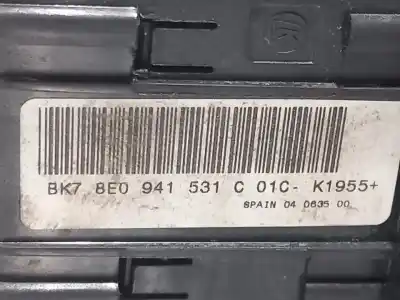 BK7 8E0 941 531 C 01C- K1955+
SPAIN 04 0635 00